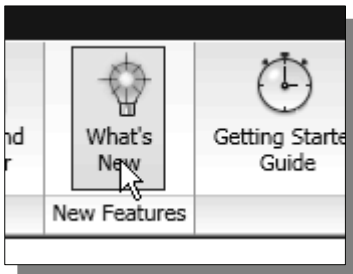 nd
r
What's
New
Getting Starte
Guide
New Features